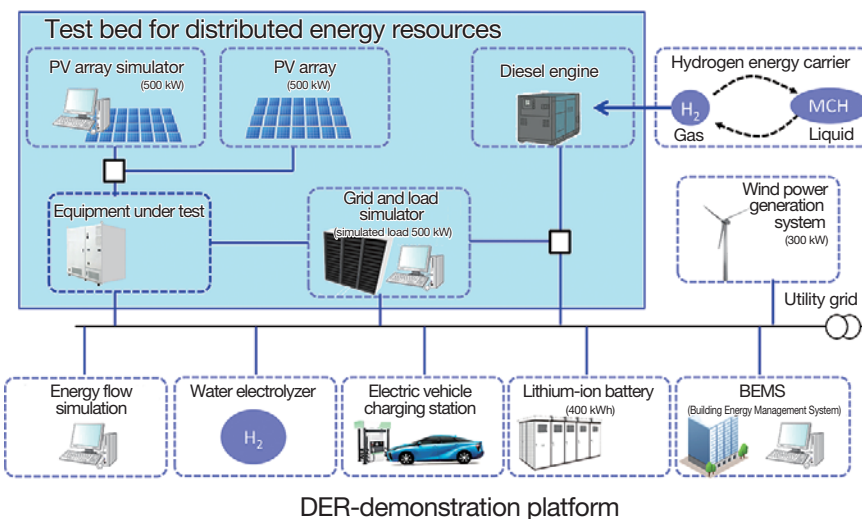 Test bed for distributed energy resources
PV array simulator
(500 kW)
PV array
(500 kW)
Diesel engine
Hydrogen energy carrier
H2
MCH
Gas
Liquid
Equipment under test
Grid and load
simulator
(simulated load 500 kW)
Wind power
generation
system
(300 kW)
Utility grid
Energy flow
simulation
Water electrolyzer
H2
Electric vehicle
charging station
Lithium-ion battery
(400 kWh)
BEMS
(Building Energy Management System)
DER-demonstration platform